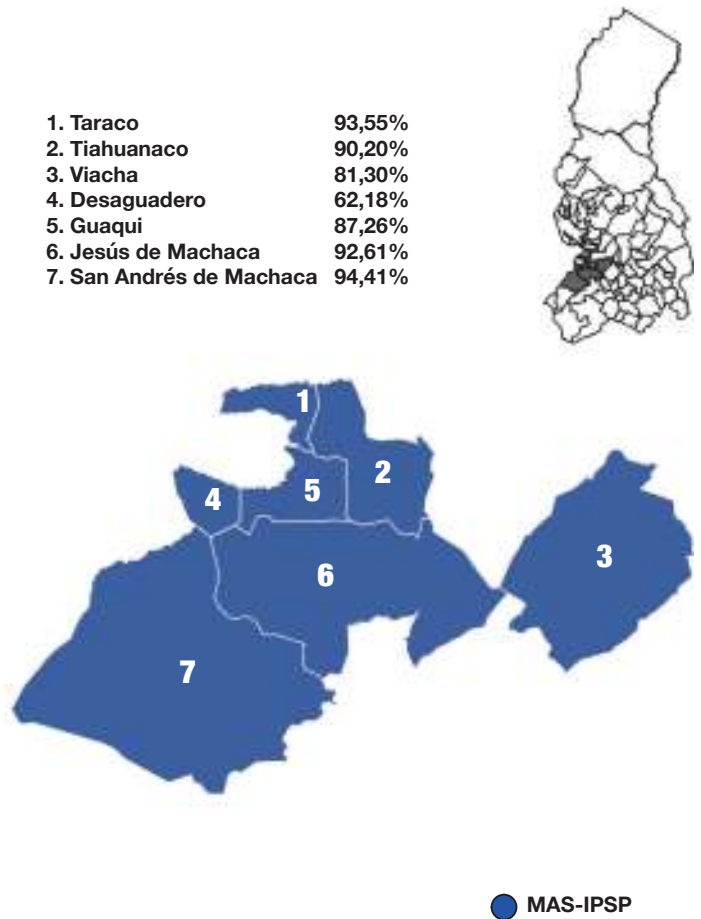 1. Taraco 93,55%
2. Tiahuanaco 90,20%
3. Viacha 81,30%
4. Desaguadero 62,18%
5. Guaqui 87,26%
6. Jesús de Machaca 92,61%
7. San Andrés de Machaca 94,41%
1
2
5
4
3
6
7
MAS-IPSP